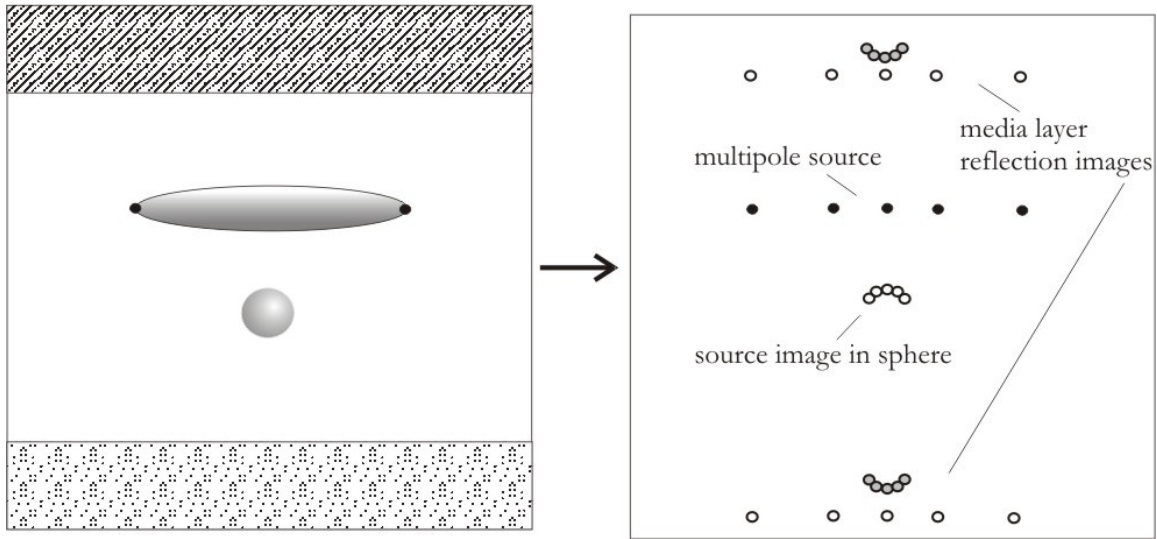 media layer
reflection images
multipole source
source image in sphere